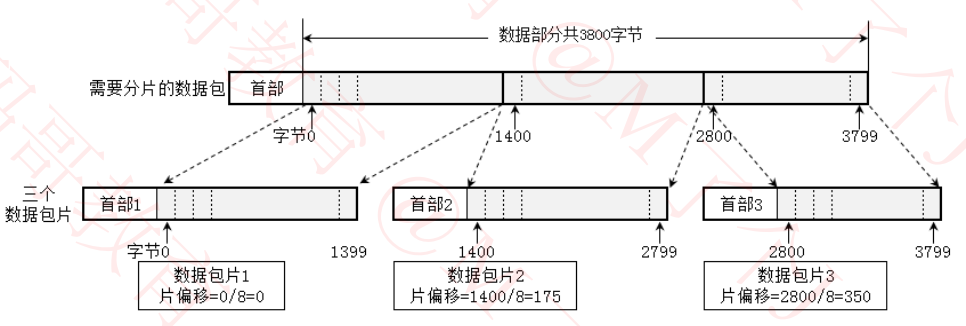 数据部分共3800字节
需要分片的数据包
首部
字节0
1400
2800
3799
三个
数据包片
首部1
首部2
首部3
字节0
1399
1400
2799
2800
3799
数据包片1
片偏移=0/8=0
数据包片2
片偏移=1400/8=175
数据包片3
片偏移=2800/8=350